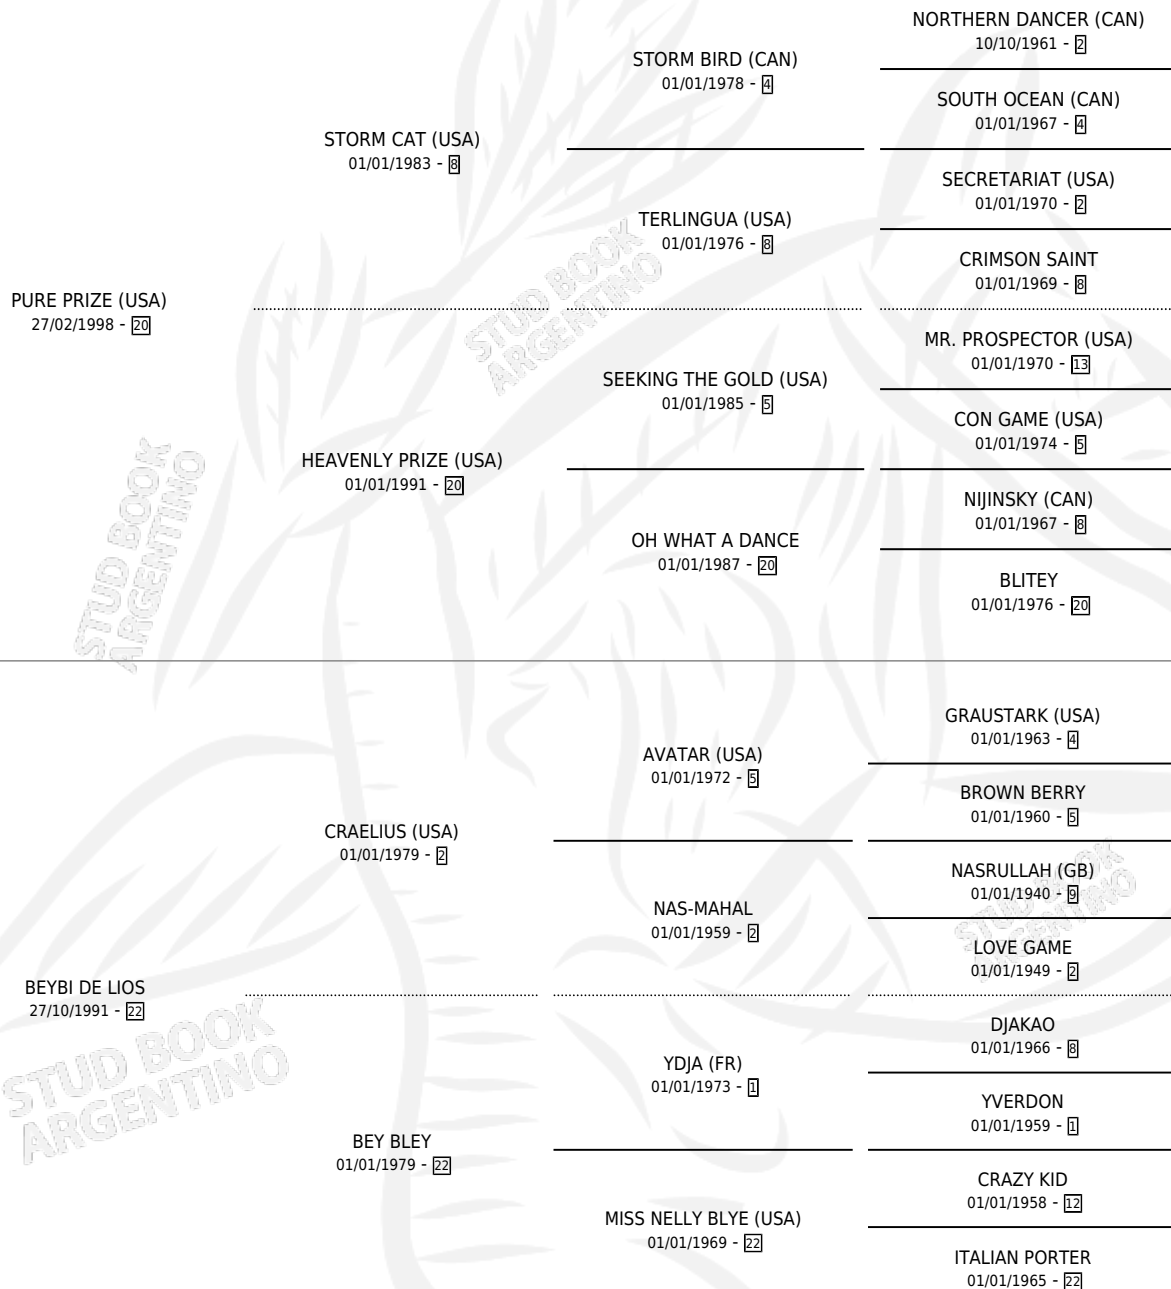 NORTHERN DANCER (CAN)
10/10/1961 - 2
STORM BIRD (CAN)
01/01/1978 - 4
SOUTH OCEAN (CAN)
01/01/1967 - 4
STORM CAT (USA)
01/01/1983 - 8
SECRETARIAT (USA)
01/01/1970 - 2
TERLINGUA (USA)
01/01/1976 - 8
CRIMSON SAINT
01/01/1969 - 8
PURE PRIZE (USA)
27/02/1998 - 20
MR. PROSPECTOR (USA)
01/01/1970 - 13
SEEKING THE GOLD (USA)
01/01/1985 - 5
CON GAME (USA)
01/01/1974 - 5
HEAVENLY PRIZE (USA)
01/01/1991 - 20
NIJINSKY (CAN)
01/01/1967 - 8
OH WHAT A DANCE
01/01/1987 - 20
BLITEY
01/01/1976 - 20
GRAUSTARK (USA)
01/01/1963 - 4
AVATAR (USA)
01/01/1972 - 5
BROWN BERRY
01/01/1960 - 5
CRAELIUS (USA)
01/01/1979 - 2
NASRULLAH (GB)
01/01/1940 - 9
NAS-MAHAL
01/01/1959 - 2
LOVE GAME
01/01/1949 - 2
BEYBI DE LIOS
27/10/1991 - 22
DJAKAO
01/01/1966 - 8
YDJA (FR)
01/01/1973 - 1
YVERDON
01/01/1959 - 1
BEY BLEY
01/01/1979 - 22
CRAZY KID
01/01/1958 - 12
MISS NELLY BLYE (USA)
01/01/1969 - 22
ITALIAN PORTER
01/01/1965 - 22
STUD BOOK
ARGENTINO
STUD BOOK
ARGENTINO
STUD BOOK
ARGENTINO
STUD BOOK
ARGENTINO